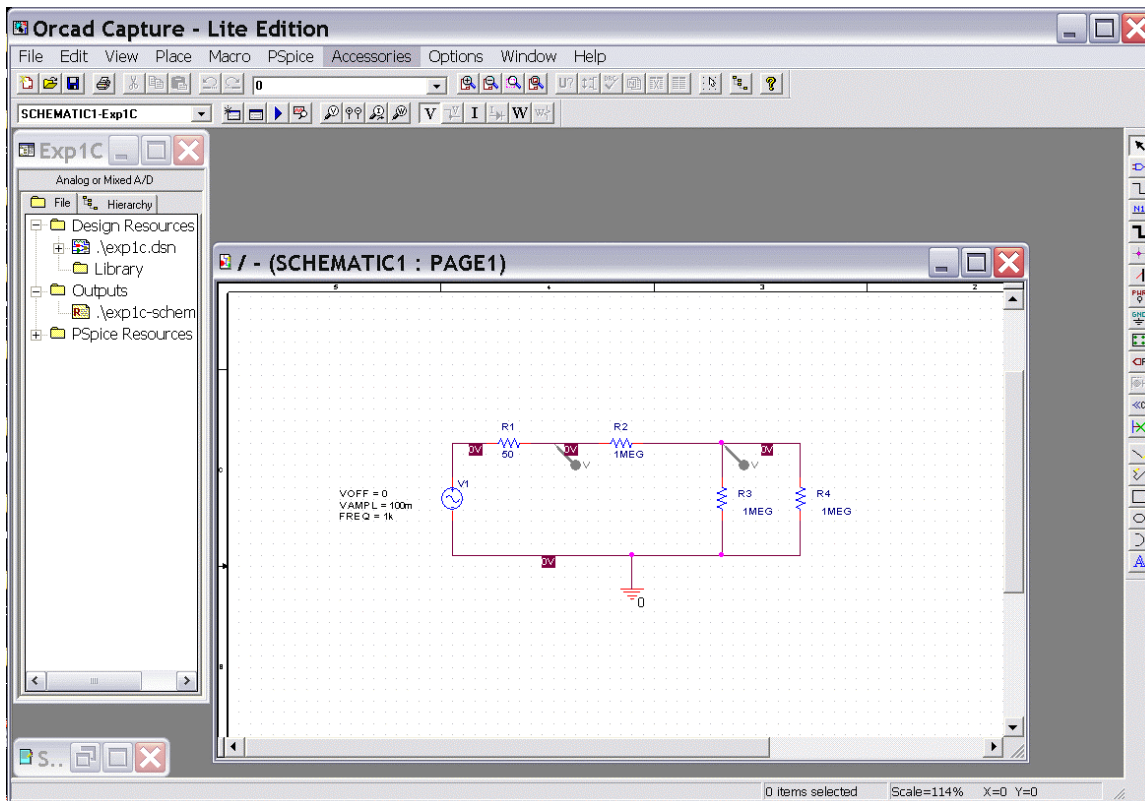 Orcad Capture - Lite Edition
File Edit View Place Macro PSpice Accessories Options Window Help
0
U?
SCHEMATIC1-Exp1C
V I W
Exp1C
Analog or Mixed A/D
File Hierarchy
Design Resources
.\exp1c.dsn
Library
Outputs
.\exp1c-schem
PSpice Resources
/ - (SCHEMATIC1 : PAGE1)
5 4 3 2
R1 R2
0V 0V 0V
50 1MEG
V V
V1
VOFF = 0
VAMPL = 100m
FREQ = 1k
R3 R4
1MEG 1MEG
0V
0
C
B
N1
PWR
GND
A
S..
0 items selected Scale=114% X=0 Y=0